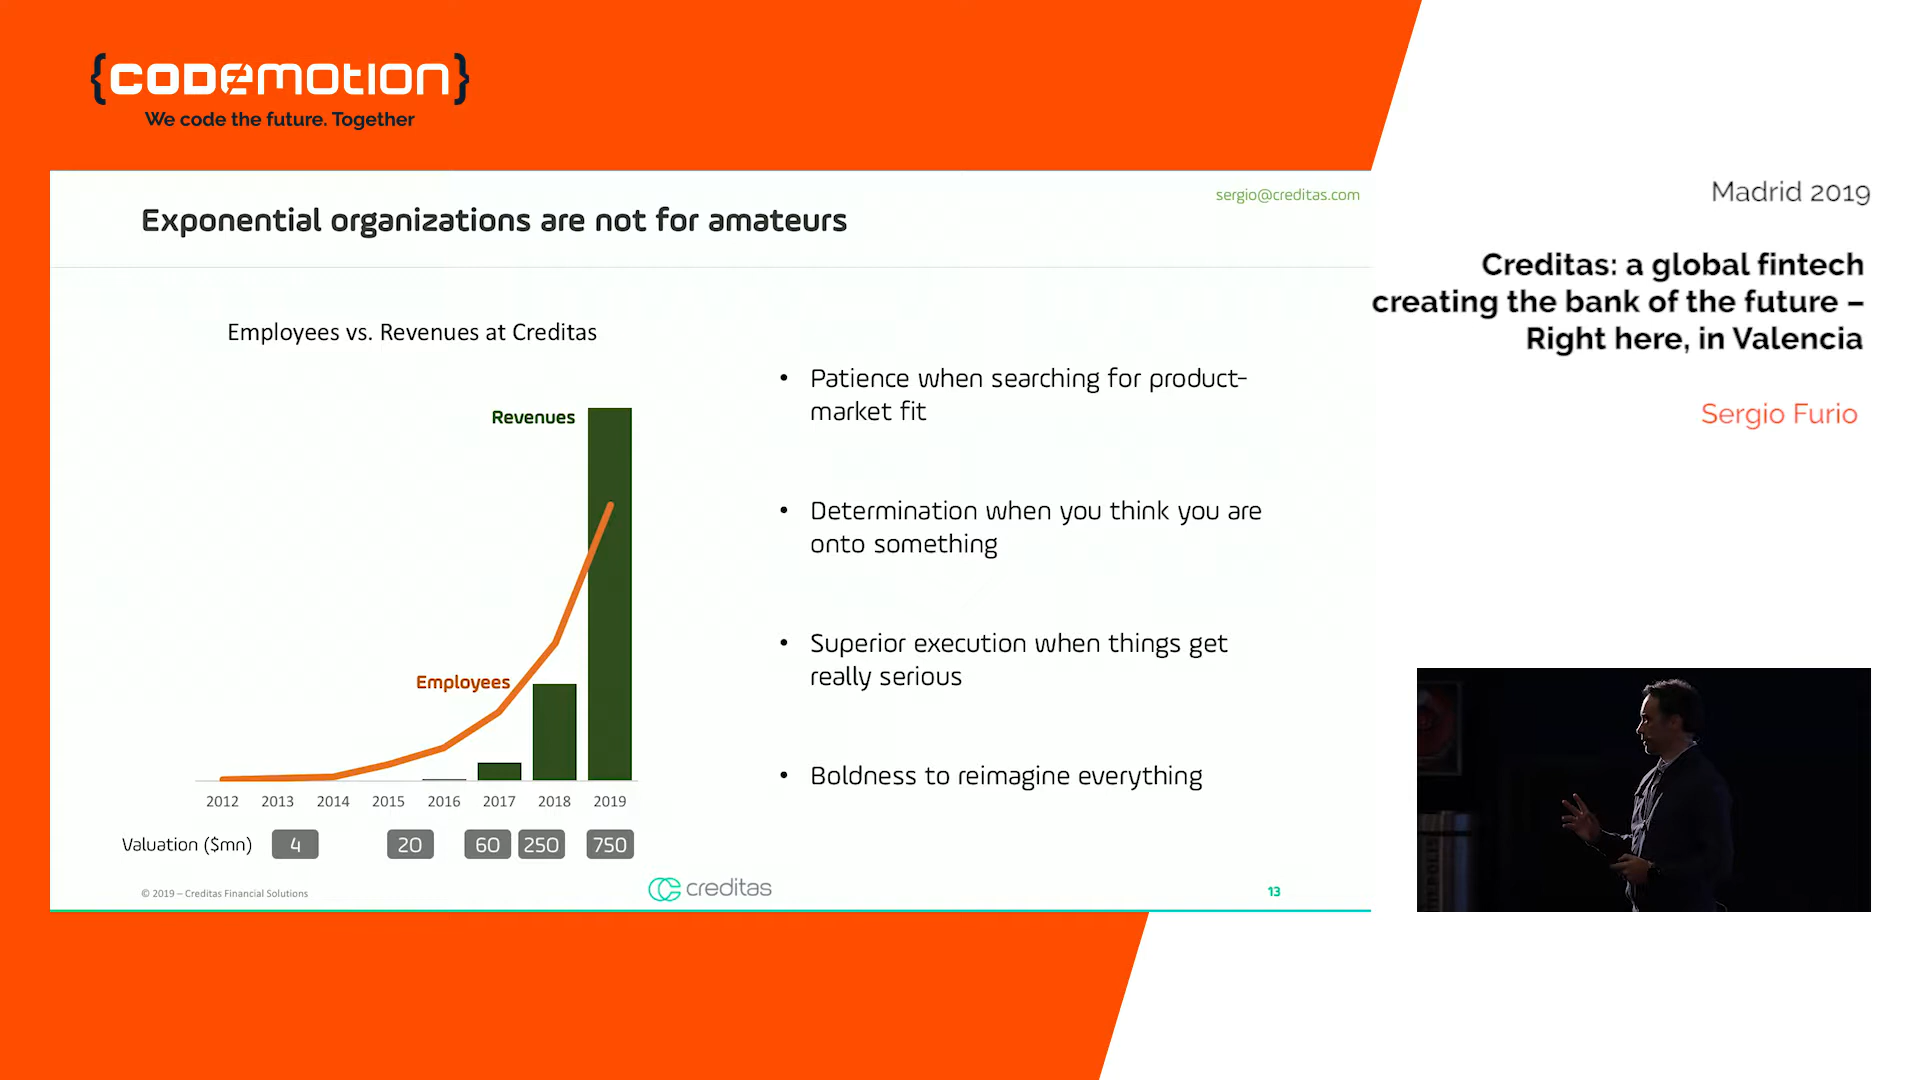 {CODEMOTION}
We code the future. Together
sergio@creditas.com
Exponential organizations are not for amateurs
Employees vs. Revenues at Creditas
Revenues
Employees
2012 2013 2014 2015 2016 2017 2018 2019
Valuation ($mn) 4 20 60 250 750
• Patience when searching for product-
market fit
• Determination when you think you are
onto something
• Superior execution when things get
really serious
• Boldness to reimagine everything
© 2019 – Creditas Financial Solutions
creditas
13
Madrid 2019
Creditas: a global fintech
creating the bank of the future –
Right here, in Valencia
Sergio Furio